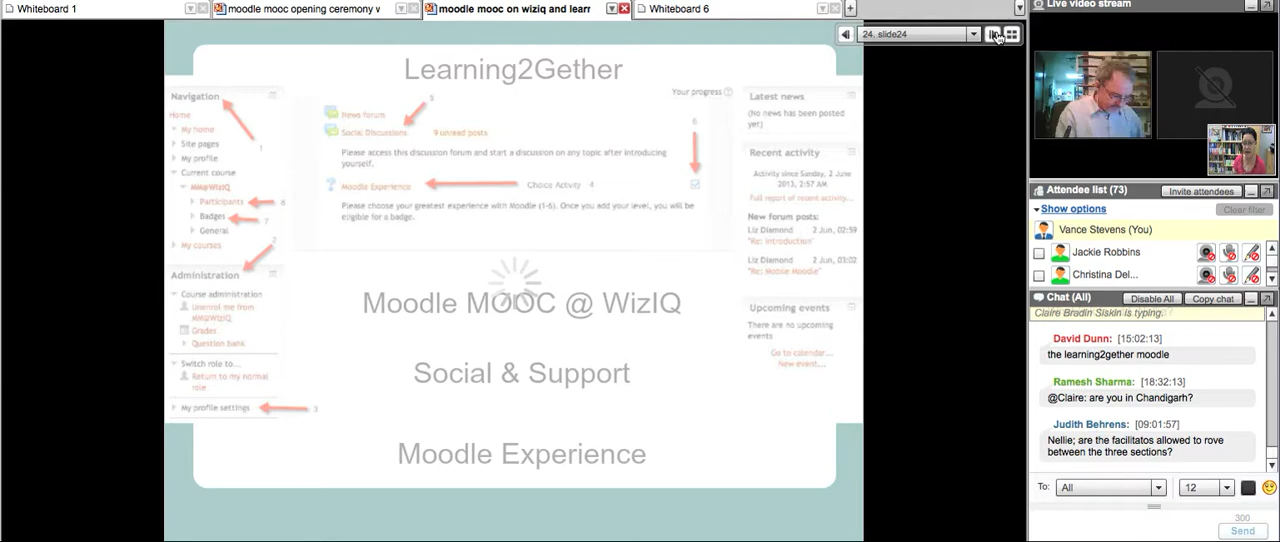 Whiteboard 1
moodle mooc opening ceremony v
moodle mooc on wiziq and learr
Whiteboard 6
24. slide24
Learning2Gether
Navigation
Home
My home
Site pages
My profile
Current course
MM@WizIQ
Participants
Badges
General
My courses
1
8
7
2
Administration
Course administration
Unenrol me from
MM@WizIQ
Grades
Question bank
Switch role to...
Return to my normal
role
My profile settings
3
Your progress
News forum
5
Social Discussions
9 unread posts
6
Please access this discussion forum and start a discussion on any topic after introducing
yourself.
Moodle Experience
Choice Activity 4
Please choose your greatest experience with Moodle (1-6). Once you add your level, you will be
eligible for a badge.
Moodle MOOC @ WizIQ
Social & Support
Moodle Experience
Latest news
(No news has been posted
yet)
Recent activity
Activity since Sunday, 2 June
2013, 2:57 AM
Full report of recent activity...
New forum posts:
Liz Diamond 2 Jun, 02:59
"Re: Introduction"
Liz Diamond 2 Jun, 03:02
"Re: Mobile Moodle"
Upcoming events
There are no upcoming
events
Go to calendar...
New event...
Live video stream
Attendee list (73)
Invite attendees
Show options
Clear filter
Vance Stevens (You)
Jackie Robbins
Christina Del...
Chat (All)
Disable All
Copy chat
Claire Bradin Siskin is typing.
David Dunn: [15:02:13]
the learning2gether moodle
Ramesh Sharma: [18:32:13]
@Claire: are you in Chandigarh?
Judith Behrens: [09:01:57]
Nellie; are the facilitatos allowed to rove
between the three sections?
To:
All
12
300
Send